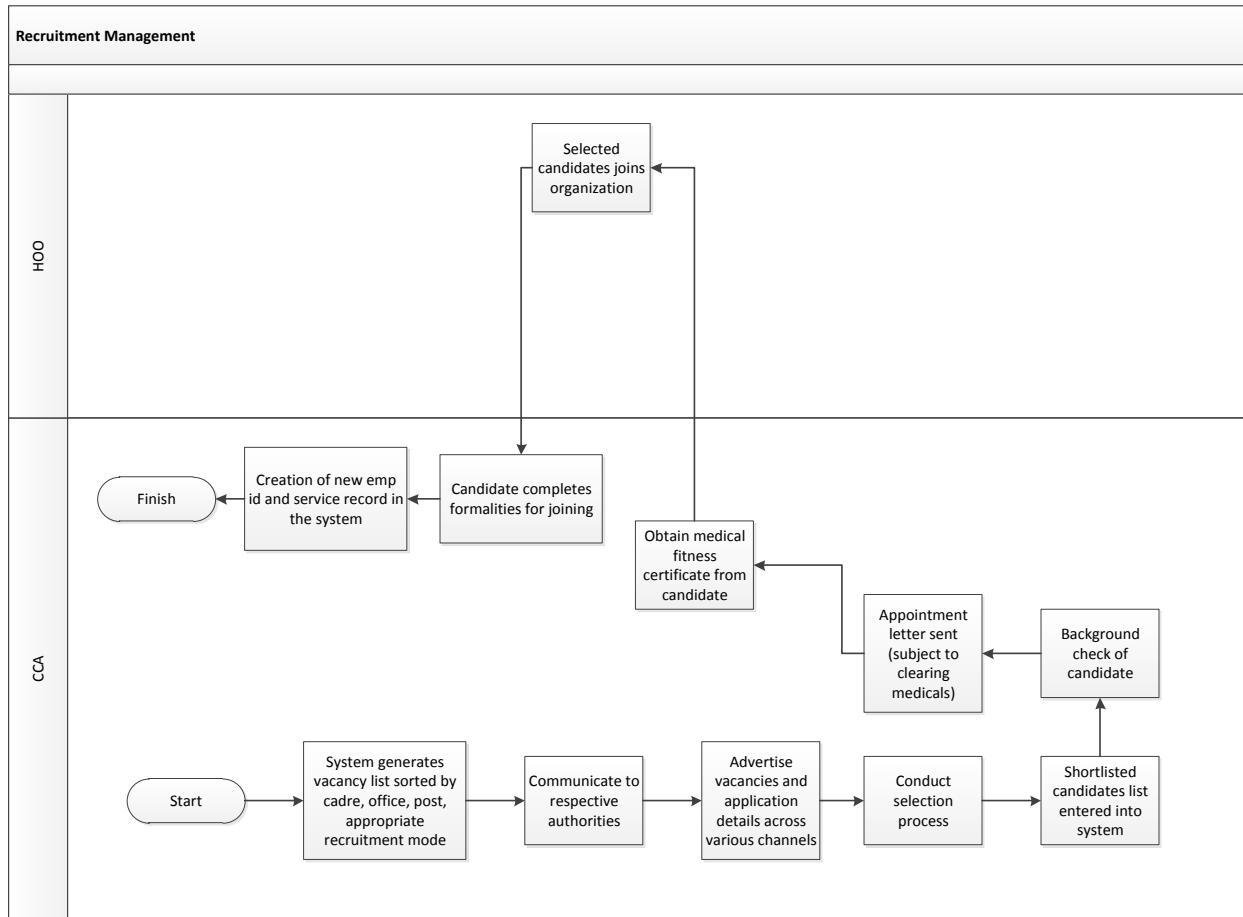 Recruitment Management
HOO
Selected
candidates joins
organization
CCA
Finish
Creation of new emp
id and service record in
the system
Candidate completes
formalities for joining
Obtain medical
fitness
certificate from
candidate
Appointment
letter sent
(subject to
clearing
medicals)
Background
check of
candidate
Start
System generates
vacancy list sorted by
cadre, office, post,
appropriate
recruitment mode
Communicate to
respective
authorities
Advertise
vacancies and
application
details across
various channels
Conduct
selection
process
Shortlisted
candidates list
entered into
system